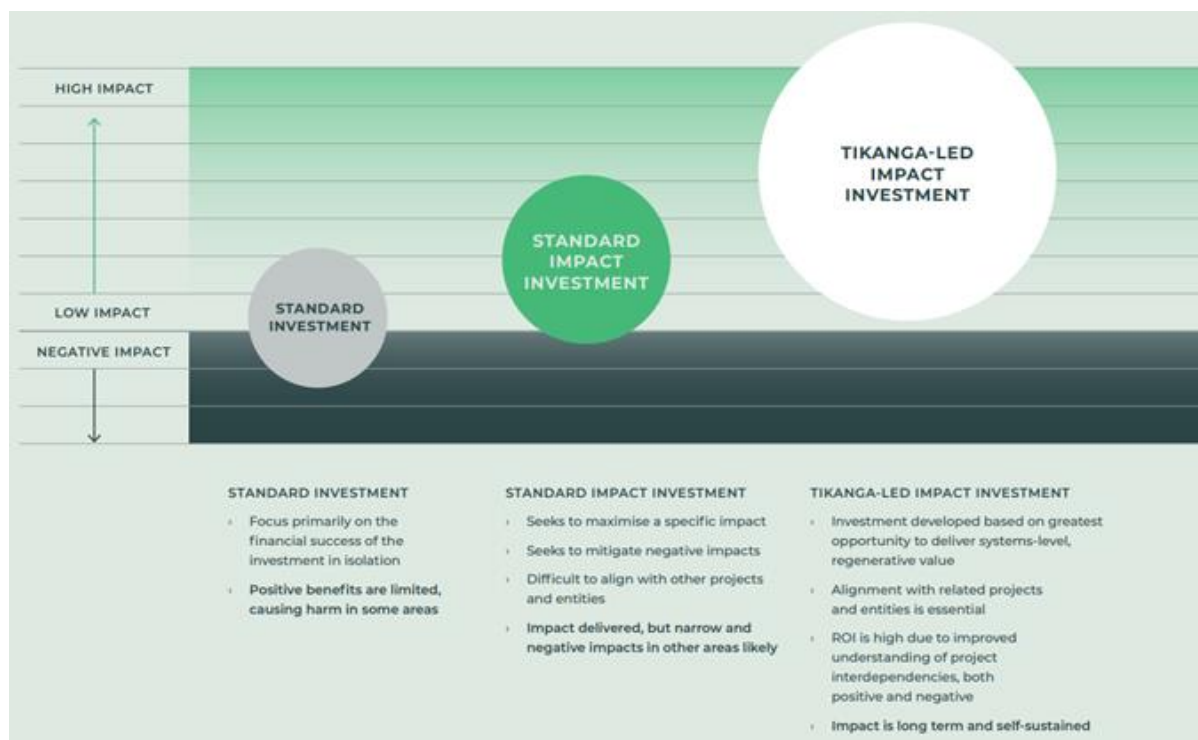 HIGH IMPACT
LOW IMPACT
NEGATIVE IMPACT
STANDARD
INVESTMENT
STANDARD
IMPACT
INVESTMENT
TIKANGA-LED
IMPACT
INVESTMENT
STANDARD INVESTMENT
› Focus primarily on the
financial success of the
investment in isolation
› Positive benefits are limited,
causing harm in some areas
STANDARD IMPACT INVESTMENT
› Seeks to maximise a specific impact
› Seeks to mitigate negative impacts
› Difficult to align with other projects
and entities
› Impact delivered, but narrow and
negative impacts in other areas likely
TIKANGA-LED IMPACT INVESTMENT
› Investment developed based on greatest
opportunity to deliver systems-level,
regenerative value
› Alignment with related projects
and entities is essential
› ROI is high due to improved
understanding of project
interdependencies, both
positive and negative
› Impact is long term and self-sustained